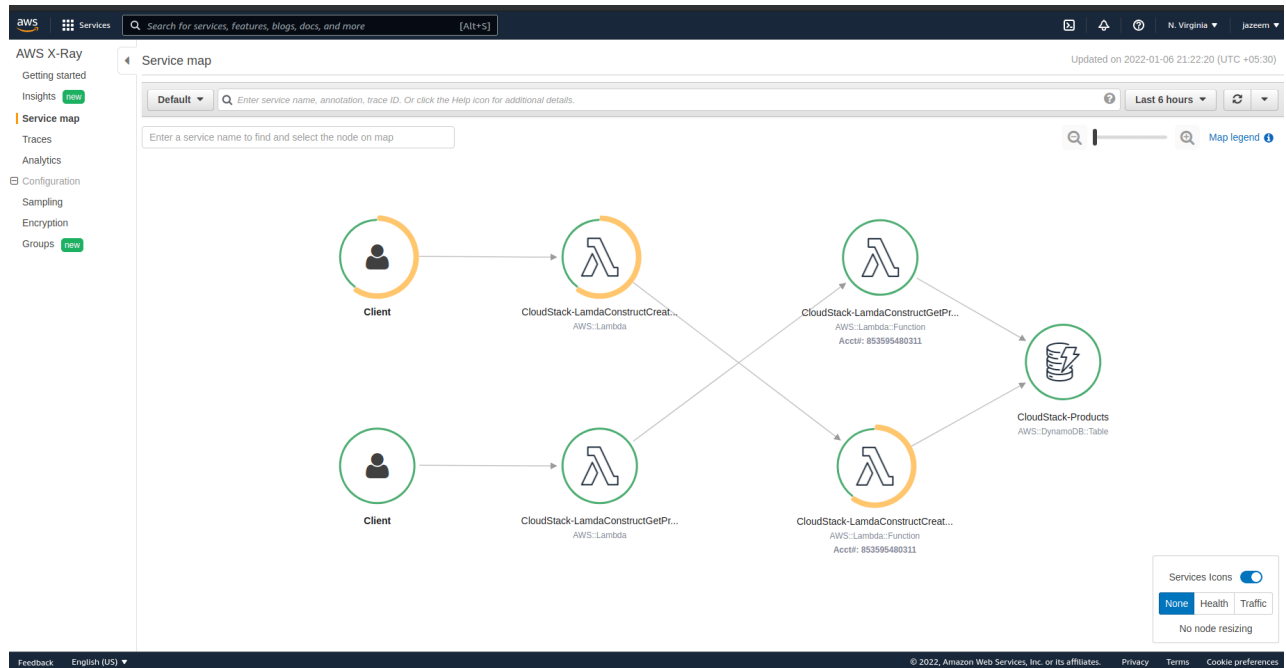 aws
Services
Search for services, features, blogs, docs, and more
[Alt+S]
N. Virginia ▼
jazeem ▼
AWS X-Ray
Getting started
Insights new
Service map
Traces
Analytics
Configuration
Sampling
Encryption
Groups new
Service map
Updated on 2022-01-06 21:22:20 (UTC +05:30)
Default
Enter service name, annotation, trace ID. Or click the Help icon for additional details.
Last 6 hours
Enter a service name to find and select the node on map
Map legend
Client
CloudStack-LamdaConstructCreat...
AWS::Lambda
CloudStack-LamdaConstructGetPr...
AWS::Lambda::Function
Acct#: 853595480311
CloudStack-Products
AWS::DynamoDB::Table
Client
CloudStack-LamdaConstructGetPr...
AWS::Lambda
CloudStack-LamdaConstructCreat...
AWS::Lambda::Function
Acct#: 853595480311
Services Icons
None Health Traffic
No node resizing
Feedback English (US) ▼
© 2022, Amazon Web Services, Inc. or its affiliates. Privacy Terms Cookie preferences